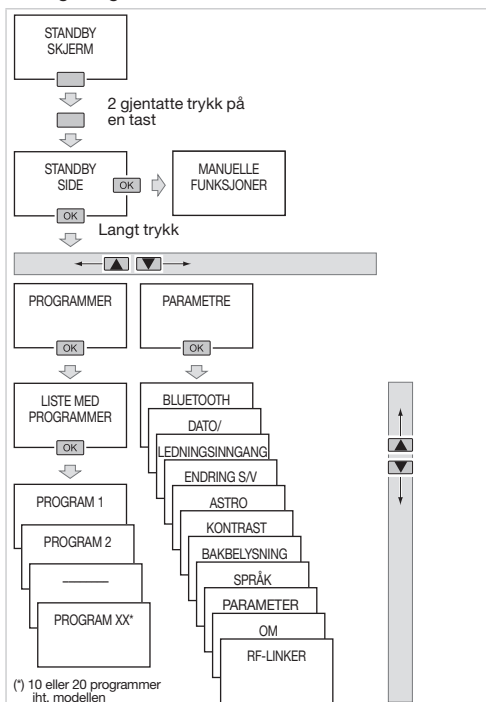 STANDBY
SKJERM
2 gjentatte trykk på
en tast
STANDBY
SIDE
OK
MANUELLE
FUNKSJONER
OK
Langt trykk
PROGRAMMER
PARAMETRE
OK
OK
LISTE MED
PROGRAMMER
OK
BLUETOOTH
DATO/
LEDNINGSINNGANG
ENDRING S/V
ASTRO
KONTRAST
BAKBELYSNING
SPRÅK
PARAMETER
OM
RF-LINKER
PROGRAM 1
PROGRAM 2
PROGRAM XX*
(*) 10 eller 20 programmer
iht. modellen